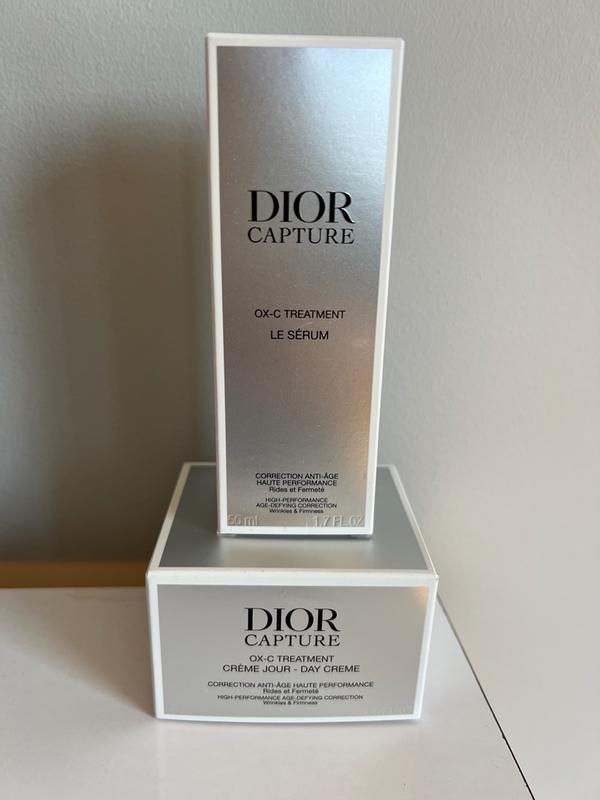 DIOR
CAPTURE
OX-C TREATMENT
LE SÉRUM
CORRECTION ANTI-ÂGE
HAUTE PERFORMANCE
Rides et Fermeté
HIGH-PERFORMANCE
AGE-DEFYING CORRECTION
Wrinkles & Firmness
50 ml 1.7 FL.OZ
DIOR
CAPTURE
OX-C TREATMENT
CRÈME JOUR - DAY CREME
CORRECTION ANTI-ÂGE HAUTE PERFORMANCE
Rides et Fermeté
HIGH-PERFORMANCE AGE-DEFYING CORRECTION
Wrinkles & Firmness